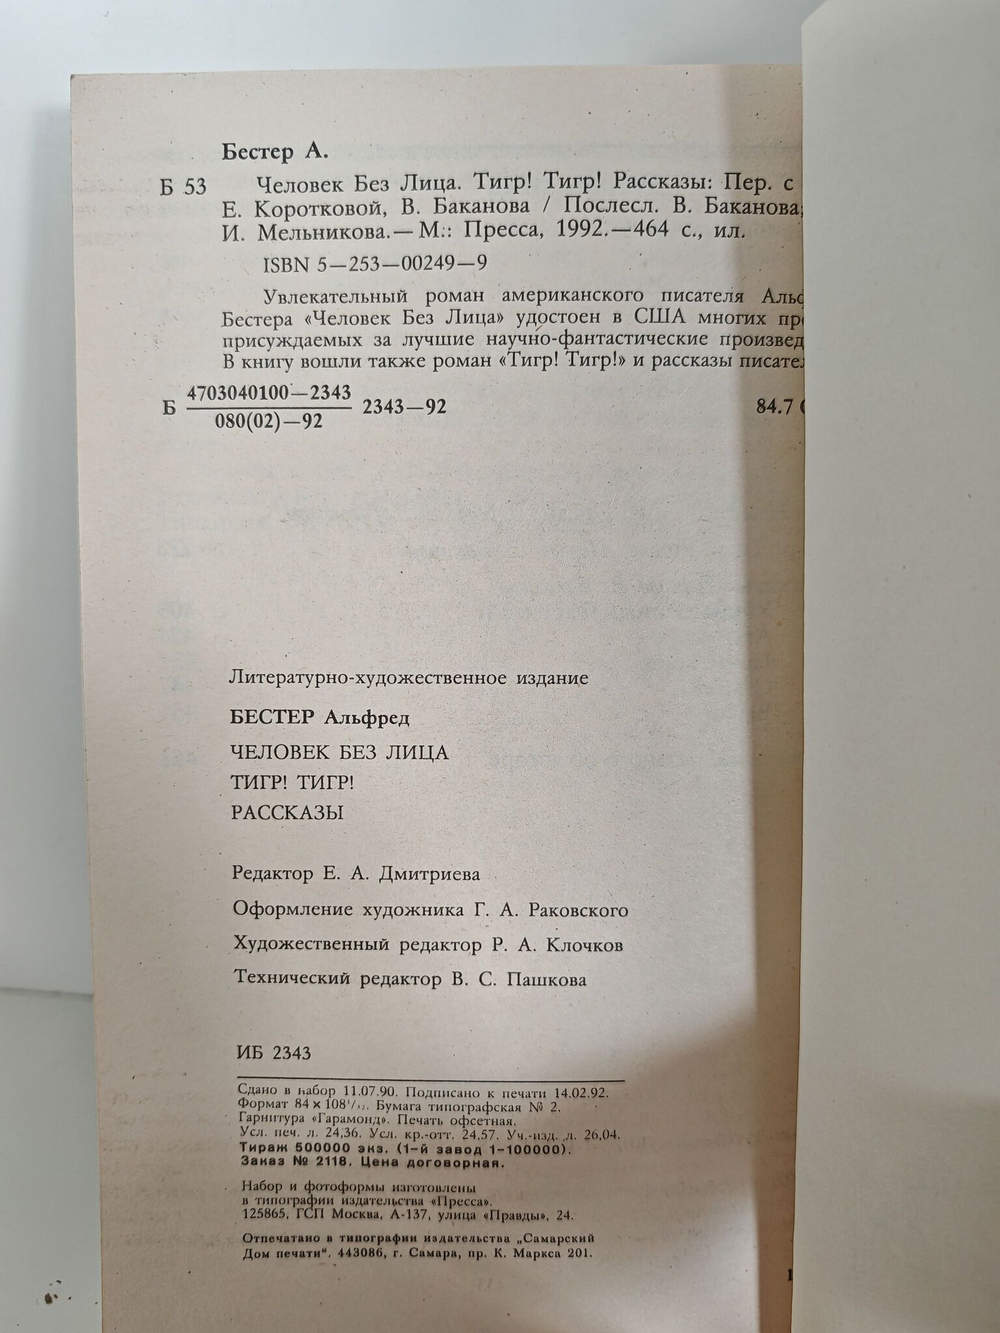 Бестер А.
Б 53 Человек Без Лица. Тигр! Тигр! Рассказы: Пер. с
Е. Коротковой, В. Баканова / Послесл. В. Баканова,
И. Мельникова.— М.: Пресса, 1992.—464 с., ил.
ISBN 5—253—00249—9
Увлекательный роман американского писателя
Бестера «Человек Без Лица» удостоен в США многих
присуждаемых за лучшие научно-фантастические
В книгу вошли также роман «Тигр! Тигр!» и рассказы
Б 4703040100—2343
080(02)—92 2343—92 84.7
Литературно-художественное издание
БЕСТЕР Альфред
ЧЕЛОВЕК БЕЗ ЛИЦА
ТИГР! ТИГР!
РАССКАЗЫ
Редактор Е. А. Дмитриева
Оформление художника Г. А. Раковского
Художественный редактор Р. А. Клочков
Технический редактор В. С. Пашкова
ИБ 2343
Сдано в набор 11.07.90. Подписано к печати 14.02.92.
Формат 84×108 Бумага типографская № 2.
Гарнитура «Гарамонд». Печать офсетная.
Усл. печ. л. 24,36. Усл. кр.-отт. 24,57. Уч.-изд. л. 26,04.
Тираж 500000 экз. (1-й завод 1-100000).
Заказ № 2118. Цена договорная.
Набор и фотоформы изготовлены
в типографии издательства «Пресса».
125865, ГСП Москва, А-137, улица «Правды», 24.
Отпечатано в типографии издательства „Самарский
Дом печати“. 443086, г. Самара, пр. К. Маркса 201.